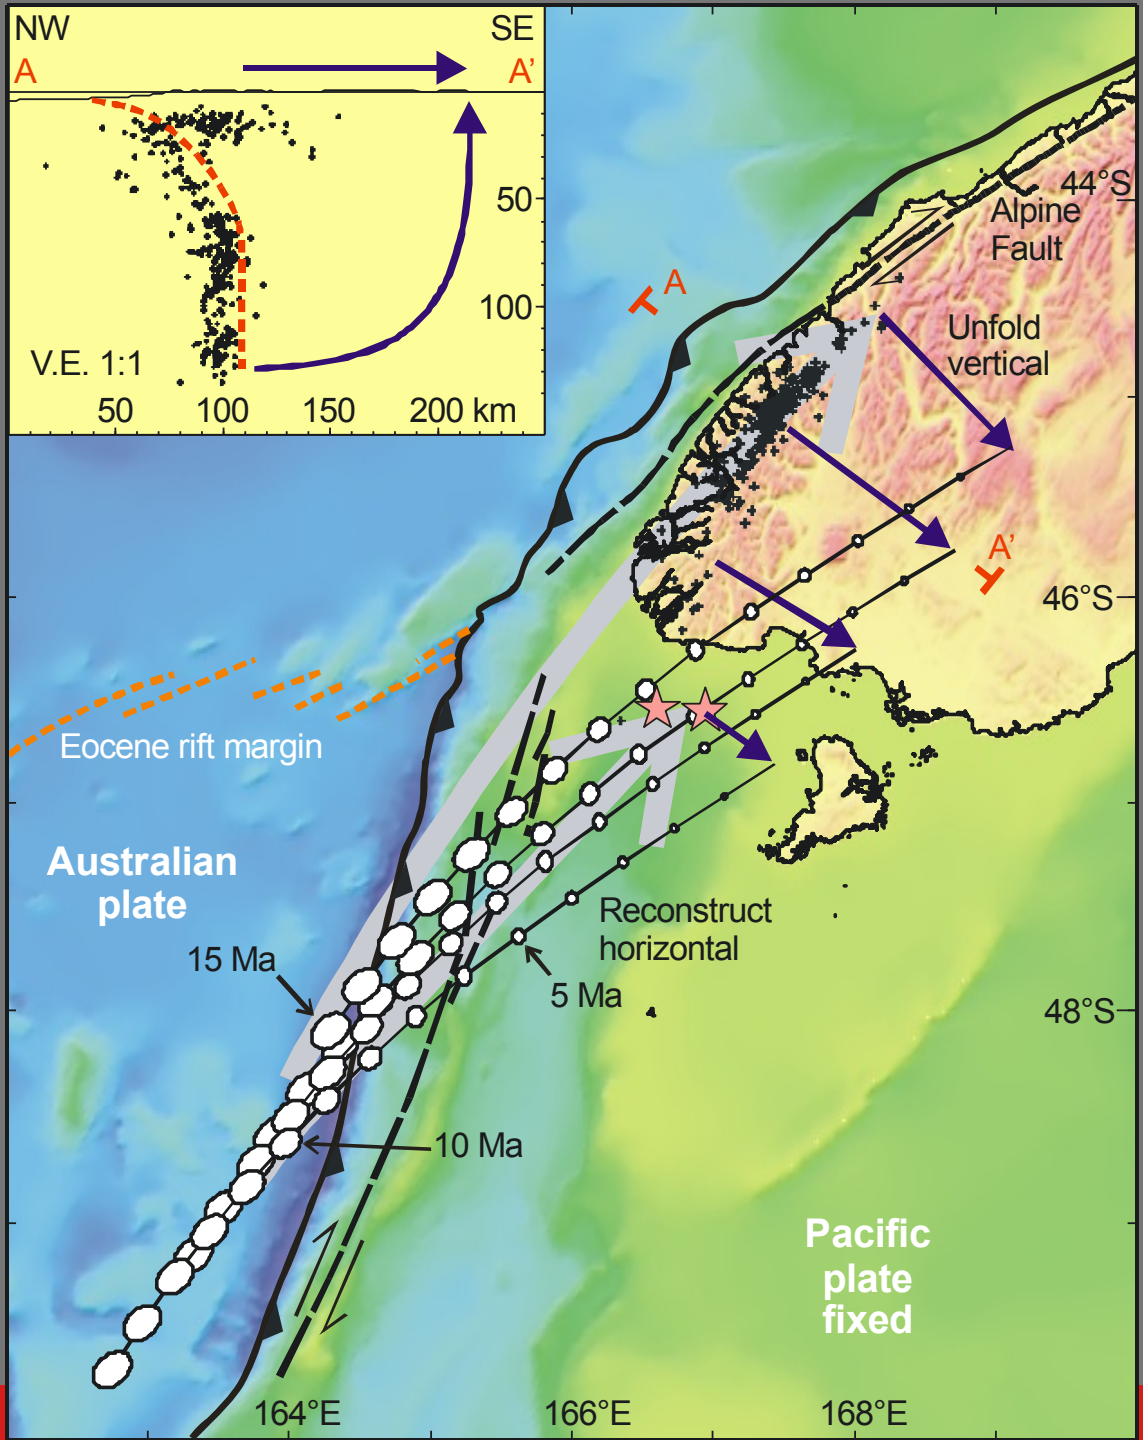 NW
SE
A
A'
50
100
V.E. 1:1
50
100
150
200 km
44°S
Alpine
Fault
A
Unfold
vertical
A'
46°S
Eocene rift margin
Australian
plate
Reconstruct
horizontal
15 Ma
5 Ma
48°S
10 Ma
Pacific
plate
fixed
164°E
166°E
168°E